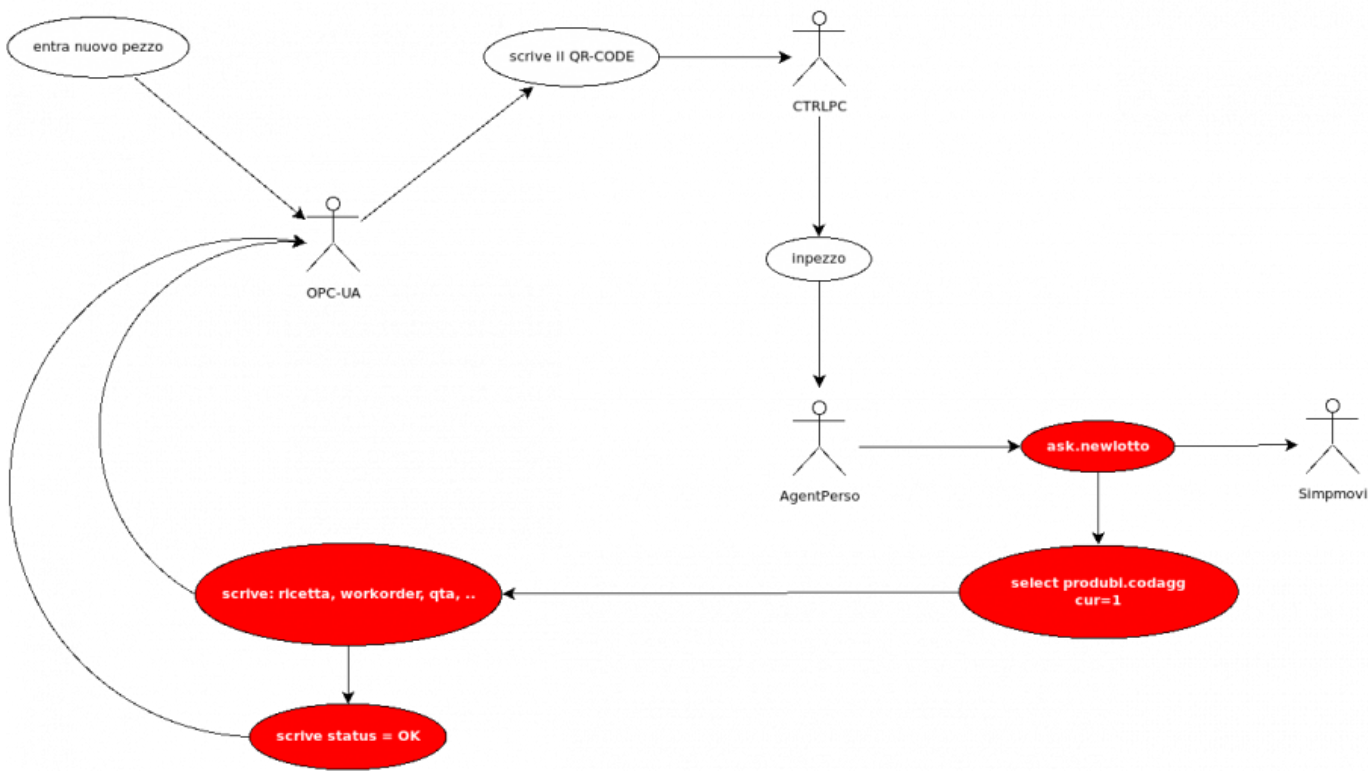 entra nuovo pezzo
scrive il QR-CODE
CTRLPC
OPC-UA
inpezzo
AgentPerso
ask.newlotto
Simpmovi
select produbl.codagg
cur=1
scrive: ricetta, workorder, qta, ..
scrive status = OK